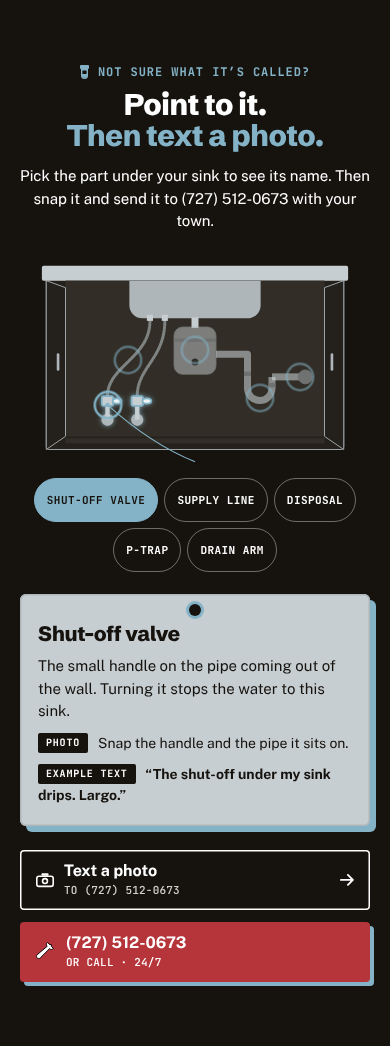 NOT SURE WHAT IT’S CALLED?
Point to it.
Then text a photo.
Pick the part under your sink to see its name. Then
snap it and send it to (727) 512-0673 with your
town.
SHUT-OFF VALVE
SUPPLY LINE
DISPOSAL
P-TRAP
DRAIN ARM
Shut-off valve
The small handle on the pipe coming out of
the wall. Turning it stops the water to this
sink.
PHOTO Snap the handle and the pipe it sits on.
EXAMPLE TEXT “The shut-off under my sink
drips. Largo.”
Text a photo
TO (727) 512-0673
(727) 512-0673
OR CALL · 24/7